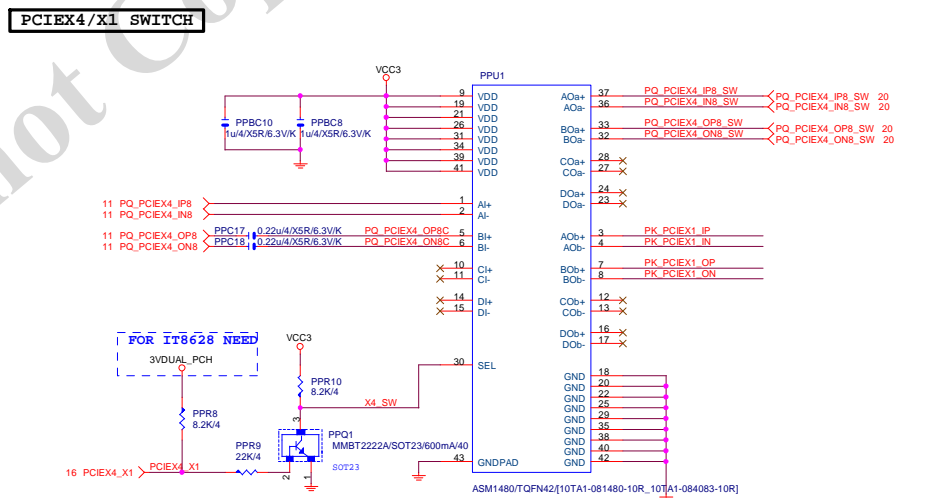 PCIEX4/X1 SWITCH
not Co
VCC3
PPU1
PPBC10
1u/4/X5R/6.3V/K
PPBC8
1u/4/X5R/6.3V/K
9 VDD
19 VDD
21 VDD
26 VDD
31 VDD
34 VDD
39 VDD
41 VDD
AOa+ 37 PQ_PCIEX4_IP8_SW PQ_PCIEX4_IP8_SW 20
AOa- 36 PQ_PCIEX4_IN8_SW PQ_PCIEX4_IN8_SW 20
BOa+ 33 PQ_PCIEX4_OP8_SW PQ_PCIEX4_OP8_SW 20
BOa- 32 PQ_PCIEX4_ON8_SW PQ_PCIEX4_ON8_SW 20
COa+ 28
COa- 27
DOa+ 24
DOa- 23
11 PQ_PCIEX4_IP8 1 AI+
11 PQ_PCIEX4_IN8 2 AI-
11 PQ_PCIEX4_OP8 PPC17 0.22u/4/X5R/6.3V/K PQ_PCIEX4_OP8C 5 BI+
11 PQ_PCIEX4_ON8 PPC18 0.22u/4/X5R/6.3V/K PQ_PCIEX4_ON8C 6 BI-
AOb+ 3 PK_PCIEX1_IP
AOb- 4 PK_PCIEX1_IN
BOb+ 7 PK_PCIEX1_OP
BOb- 8 PK_PCIEX1_ON
10 CI+
11 CI-
14 DI+
15 DI-
COb+ 12
COb- 13
DOb+ 16
DOb- 17
FOR IT8628 NEED
3VDUAL_PCH
VCC3
30 SEL
PPR10
8.2K/4
X4_SW
PPR8
8.2K/4
PPR9
22K/4
16 PCIEX4_X1 PCIEX4_X1
3
2
1
PPQ1
MMBT2222A/SOT23/600mA/40
SOT23
43 GNDPAD
GND 18
GND 20
GND 22
GND 25
GND 29
GND 35
GND 38
GND 40
GND 42
ASM1480/TQFN42/[10TA1-081480-10R_10TA1-084083-10R]